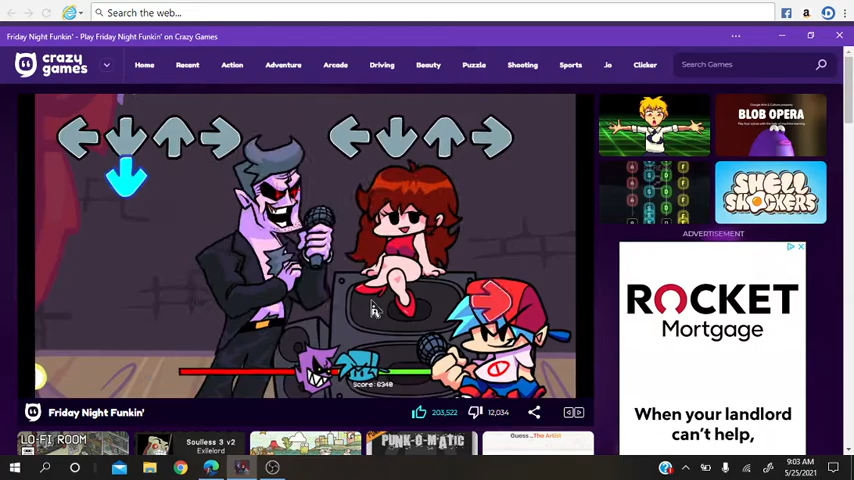 Search the web...
Friday Night Funkin' - Play Friday Night Funkin' on Crazy Games
crazy games
Home Recent Action Adventure Arcade Driving Beauty Puzzle Shooting Sports .io Clicker
Search Games
BLOB OPERA
SHELL SHOCKERS
ADVERTISEMENT
ROCKET
Mortgage
When your landlord
can't help,
Score:6340
Friday Night Funkin'
203,522
12,034
LO-FI ROOM
Soulless 3 v2
Exilelord
PUNK-O-MATIC
Guess ...The Artist
9:03 AM
5/25/2021